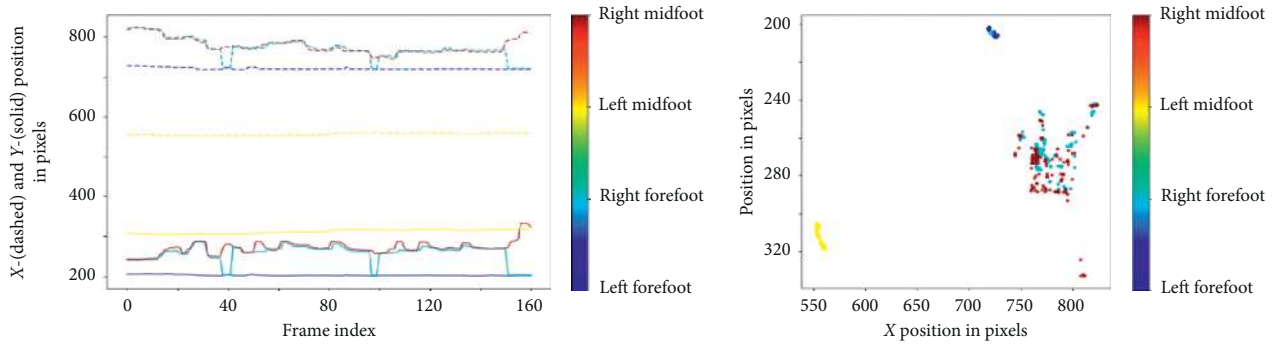 X-(dashed) and Y-(solid) position
in pixels
800
600
400
200
0
40
80
120
160
Frame index
Right midfoot
Left midfoot
Right forefoot
Left forefoot
Position in pixels
200
240
280
320
550
600
650
700
750
800
X position in pixels
Right midfoot
Left midfoot
Right forefoot
Left forefoot